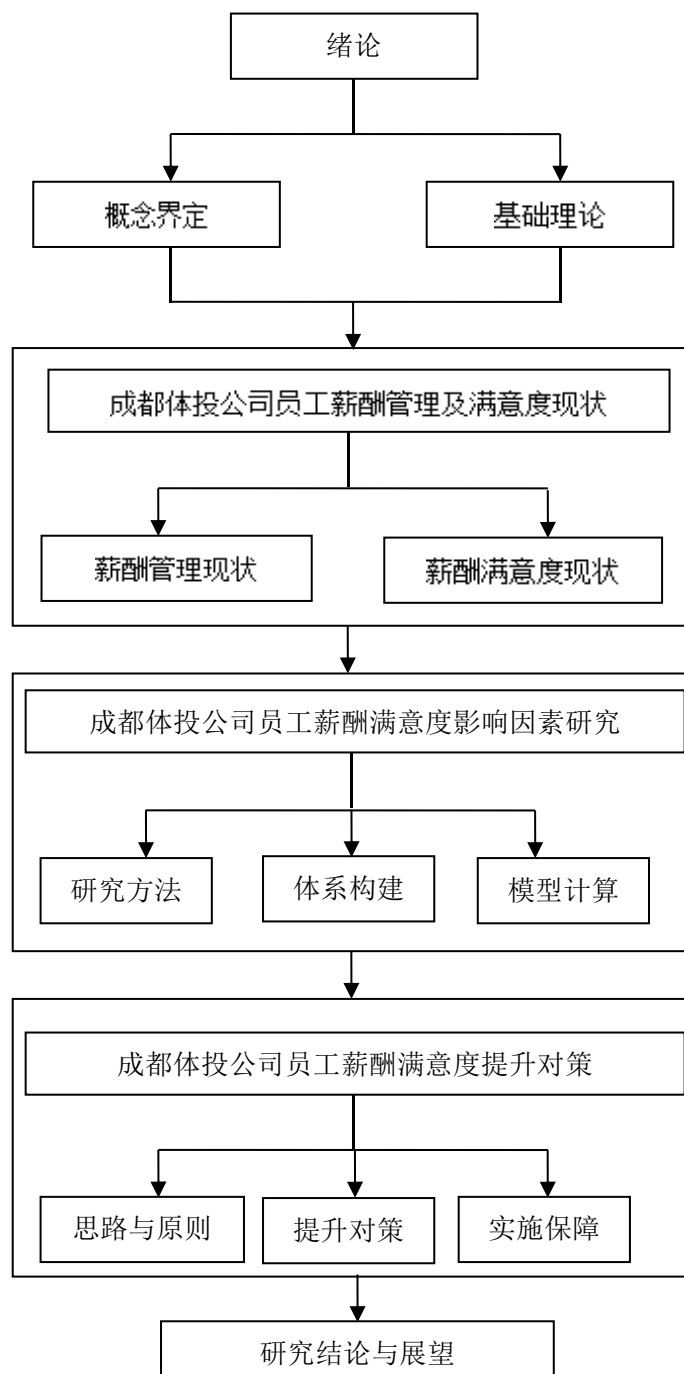 绪论
概念界定
基础理论
成都体投公司员工薪酬管理及满意度现状
薪酬管理现状
薪酬满意度现状
成都体投公司员工薪酬满意度影响因素研究
研究方法
体系构建
模型计算
成都体投公司员工薪酬满意度提升对策
思路与原则
提升对策
实施保障
研究结论与展望